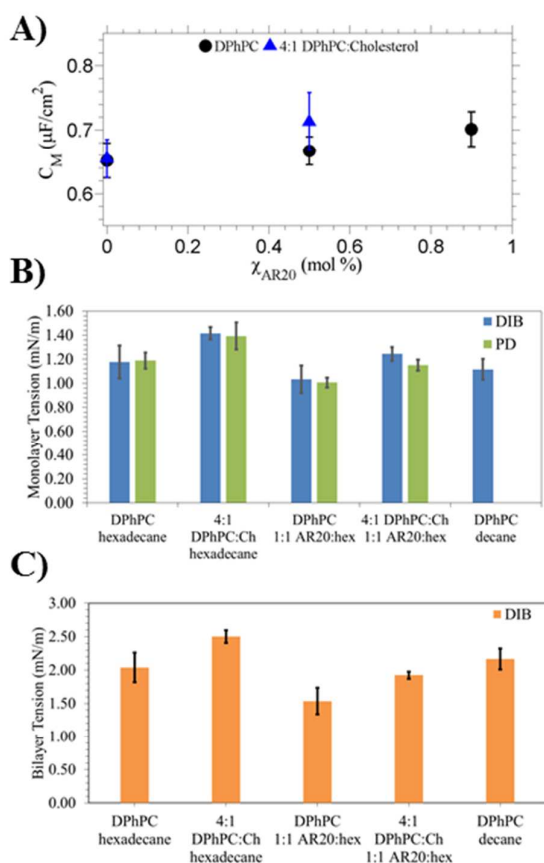 A)
DPhPC 4:1 DPhPC:Cholesterol
C_M (µF/cm²)
0.8
0.7
0.6
0 0.2 0.4 0.6 0.8 1
χ_AR20 (mol %)
B)
Monolayer Tension (mN/m)
1.60
1.40
1.20
1.00
0.80
0.60
0.40
0.20
0.00
DIB
PD
DPhPC 4:1 DPhPC 4:1 DPhPC:Ch DPhPC
hexadecane DPhPC:Ch 1:1 AR20:hex 1:1 AR20:hex decane
hexadecane
C)
Bilayer Tension (mN/m)
3.00
2.50
2.00
1.50
1.00
0.50
0.00
DIB
DPhPC 4:1 DPhPC 4:1 DPhPC
hexadecane DPhPC:Ch 1:1 AR20:hex DPhPC:Ch decane
hexadecane 1:1 AR20:hex